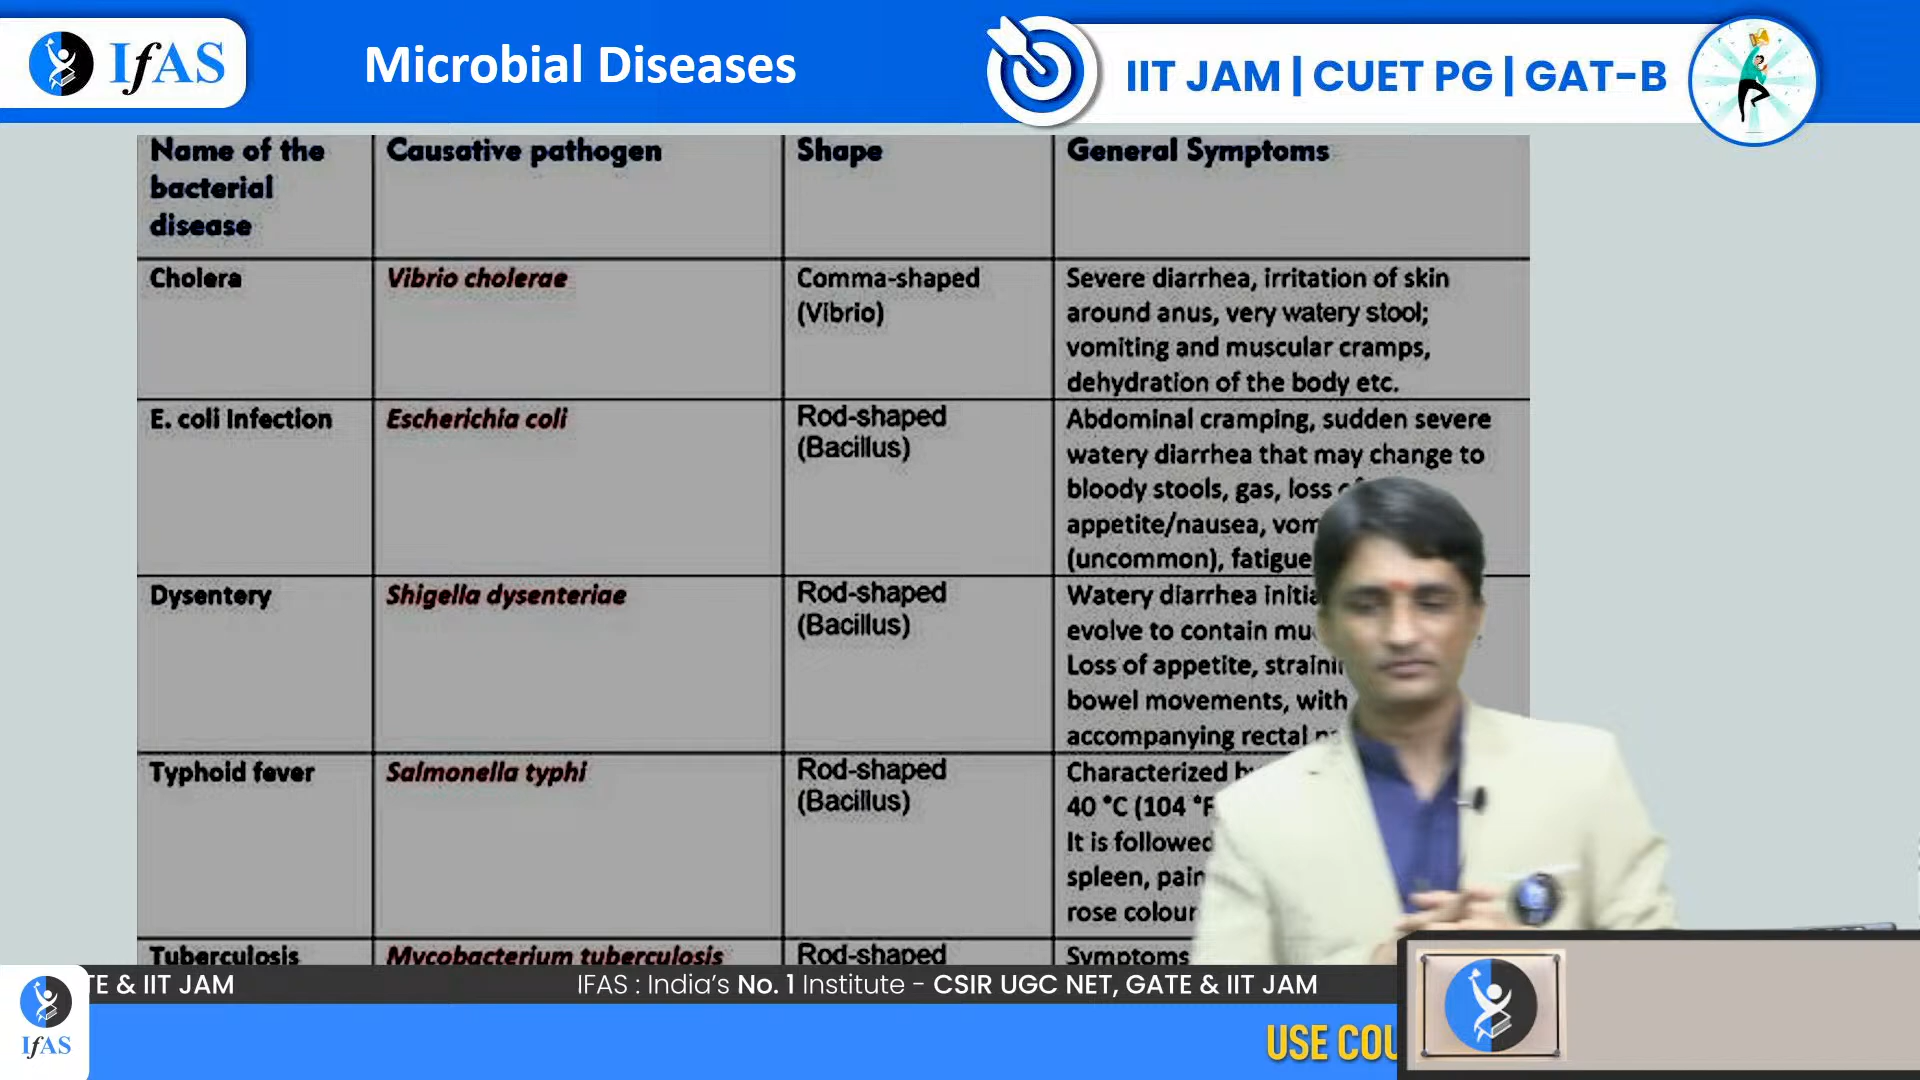 IfAS
Microbial Diseases
IIT JAM | CUET PG | GAT-B
Name of the
bacterial
disease
Causative pathogen
Shape
General Symptoms
Cholera
Vibrio cholerae
Comma-shaped
(Vibrio)
Severe diarrhea, irritation of skin
around anus, very watery stool;
vomiting and muscular cramps,
dehydration of the body etc.
E. coli Infection
Escherichia coli
Rod-shaped
(Bacillus)
Abdominal cramping, sudden severe
watery diarrhea that may change to
bloody stools, gas, loss
appetite/nausea,
(uncommon), fatigue
Dysentery
Shigella dysenteriae
Rod-shaped
(Bacillus)
Watery diarrhea
evolve to contain
Loss of appetite,
bowel movements, with
accompanying rectal
Typhoid fever
Salmonella typhi
Rod-shaped
(Bacillus)
Characterized
40 °C (104 °F
It is followed
spleen, pain
rose colour
Tuberculosis
Mycobacterium tuberculosis
Rod-shaped
Symptoms
TE & IIT JAM
IFAS : India's No. 1 Institute - CSIR UGC NET, GATE & IIT JAM
IfAS
USE COU